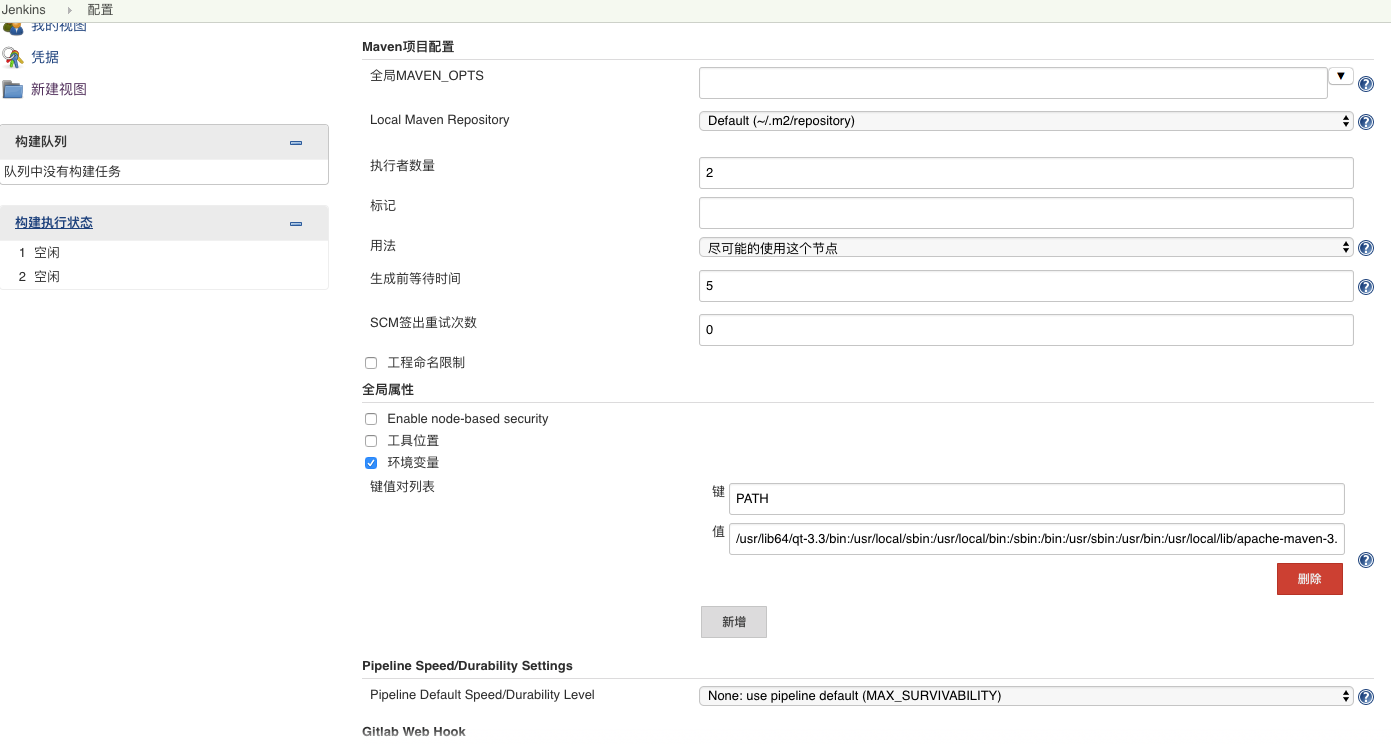 Jenkins 配置
我的视图
凭据
新建视图
构建队列
队列中没有构建任务
构建执行状态
1 空闲
2 空闲
Maven项目配置
全局MAVEN_OPTS
Local Maven Repository
Default (~/.m2/repository)
执行者数量
2
标记
用法
尽可能的使用这个节点
生成前等待时间
5
SCM签出重试次数
0
工程命名限制
全局属性
Enable node-based security
工具位置
环境变量
键值对列表
键
PATH
值
/usr/lib64/qt-3.3/bin:/usr/local/sbin:/usr/local/bin:/sbin:/bin:/usr/sbin:/usr/bin:/usr/local/lib/apache-maven-3.
删除
新增
Pipeline Speed/Durability Settings
Pipeline Default Speed/Durability Level
None: use pipeline default (MAX_SURVIVABILITY)
Gitlab Web Hook